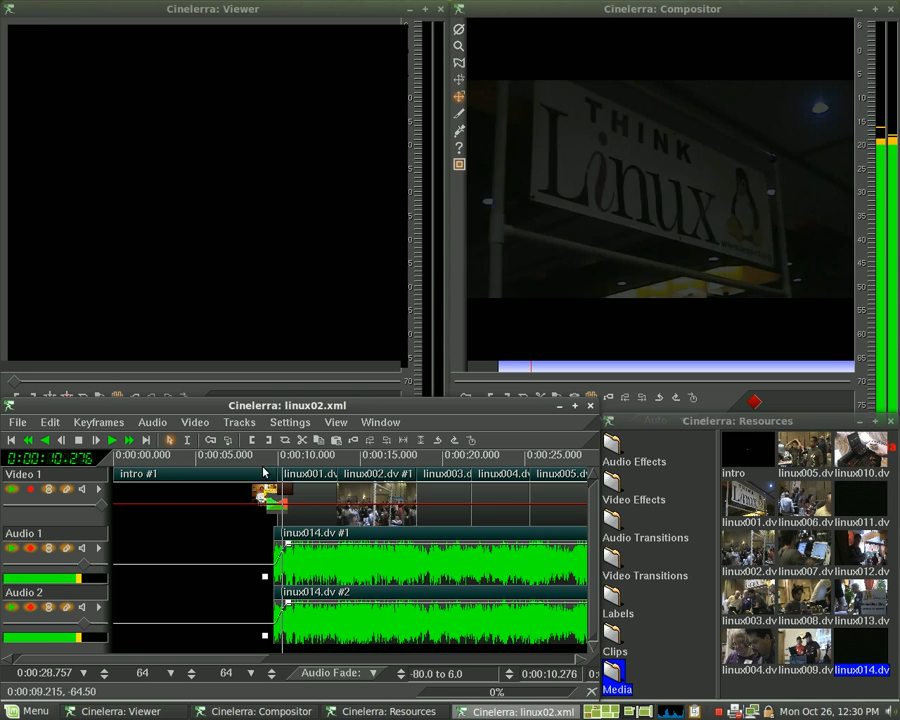 Cinelerra: Viewer
Cinelerra: Compositor
THINK
Linux
Cinelerra: linux02.xml
File Edit Keyframes Audio Video Tracks Settings View Window
0:00:10.276
0:00:00.000 0:00:05.000 0:00:10.000 0:00:15.000 0:00:20.000 0:00:25.000
Video 1
intro #1 linux001.dv linux002.dv #1 linux003.d linux004.d linux005.d
Audio 1
linux014.dv #1
Audio 2
linux014.dv #2
0:00:28.757 64 64 Audio Fade: -80.0 to 6.0 0:00:10.276
0:00:09.215, -64.50
0%
Cinelerra: Resources
Audio Effects
Video Effects
Audio Transitions
Video Transitions
Labels
Clips
Media
intro linux005.dv linux010.dv
linux001.dv linux006.dv linux011.dv
linux002.dv linux007.dv linux012.dv
linux003.dv linux008.dv linux013.dv
linux004.dv linux009.dv linux014.dv
Menu Cinelerra: Viewer Cinelerra: Compositor Cinelerra: Resources Cinelerra: linux02.xml Mon Oct 26, 12:30 PM